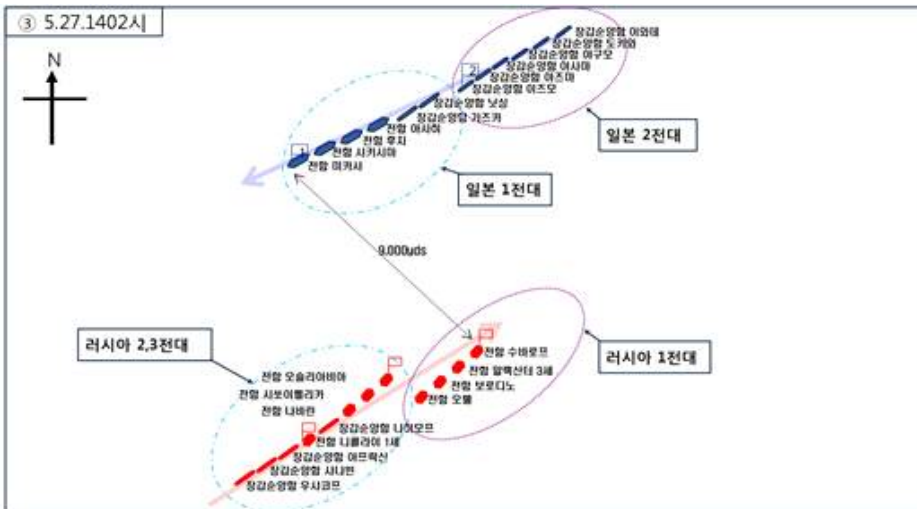 ③ 5.27.1402시
N
장갑순양함 이와테
장갑순양함 도키와
장갑순양함 야구모
장갑순양함 아사마
장갑순양함 아즈마
장갑순양함 이즈모
2
장갑순양함 닛싱
장갑순양함 가즈카
전함 아사히
전함 후지
전함 시키시마
1
전함 미카사
일본 2전대
일본 1전대
9,000yds
러시아 2,3전대
러시아 1전대
전함 수바로프
전함 알렉산더 3세
전함 보로디노
전함 오렐
전함 오슬리아비아
전함 시쏘이벨리카
전함 나바린
장갑순양함 나히모프
전함 니콜라이 1세
장갑순양함 아프락신
장갑순양함 샤냐빈
장갑순양함 우샤코프